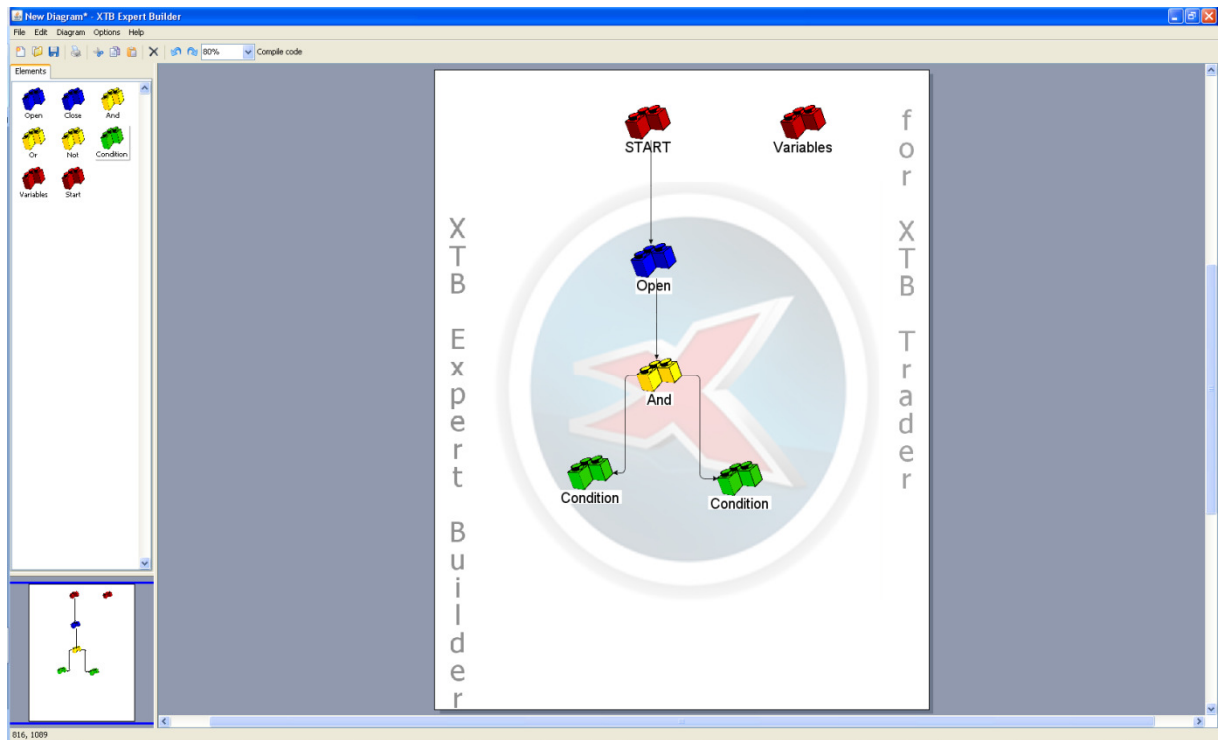 New Diagram* - XTB Expert Builder
File Edit Diagram Options Help
80% Compile code
Elements
Open Close And
Or Not Condition
Variables Start
START Variables
Open
And
Condition Condition
XTB Expert Builder
for XTB Trader
816, 1089